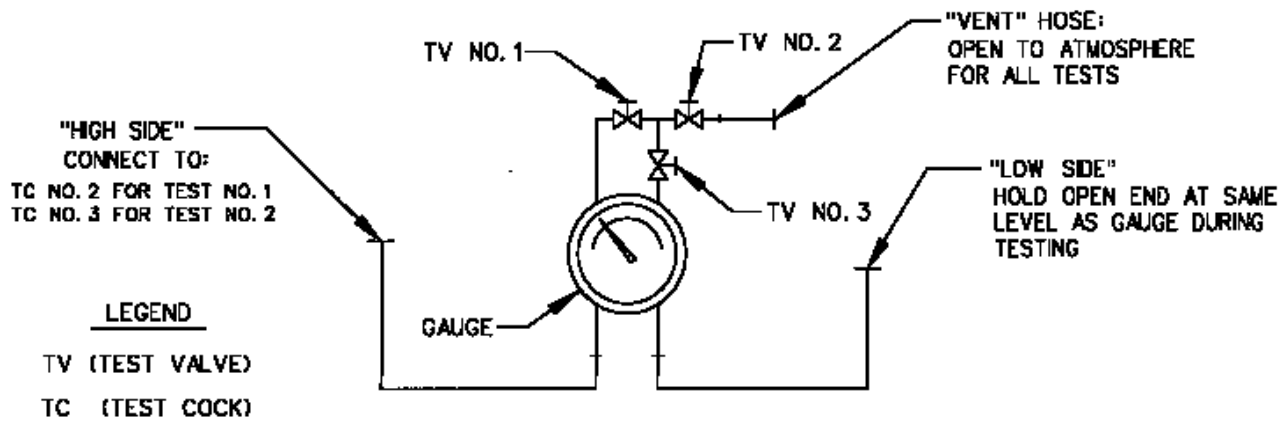 "VENT" HOSE:
OPEN TO ATMOSPHERE
FOR ALL TESTS
TV NO. 1
TV NO. 2
"HIGH SIDE"
CONNECT TO:
TC NO. 2 FOR TEST NO. 1
TC NO. 3 FOR TEST NO. 2
"LOW SIDE"
HOLD OPEN END AT SAME
LEVEL AS GAUGE DURING
TESTING
TV NO. 3
GAUGE
LEGEND
TV (TEST VALVE)
TC (TEST COCK)